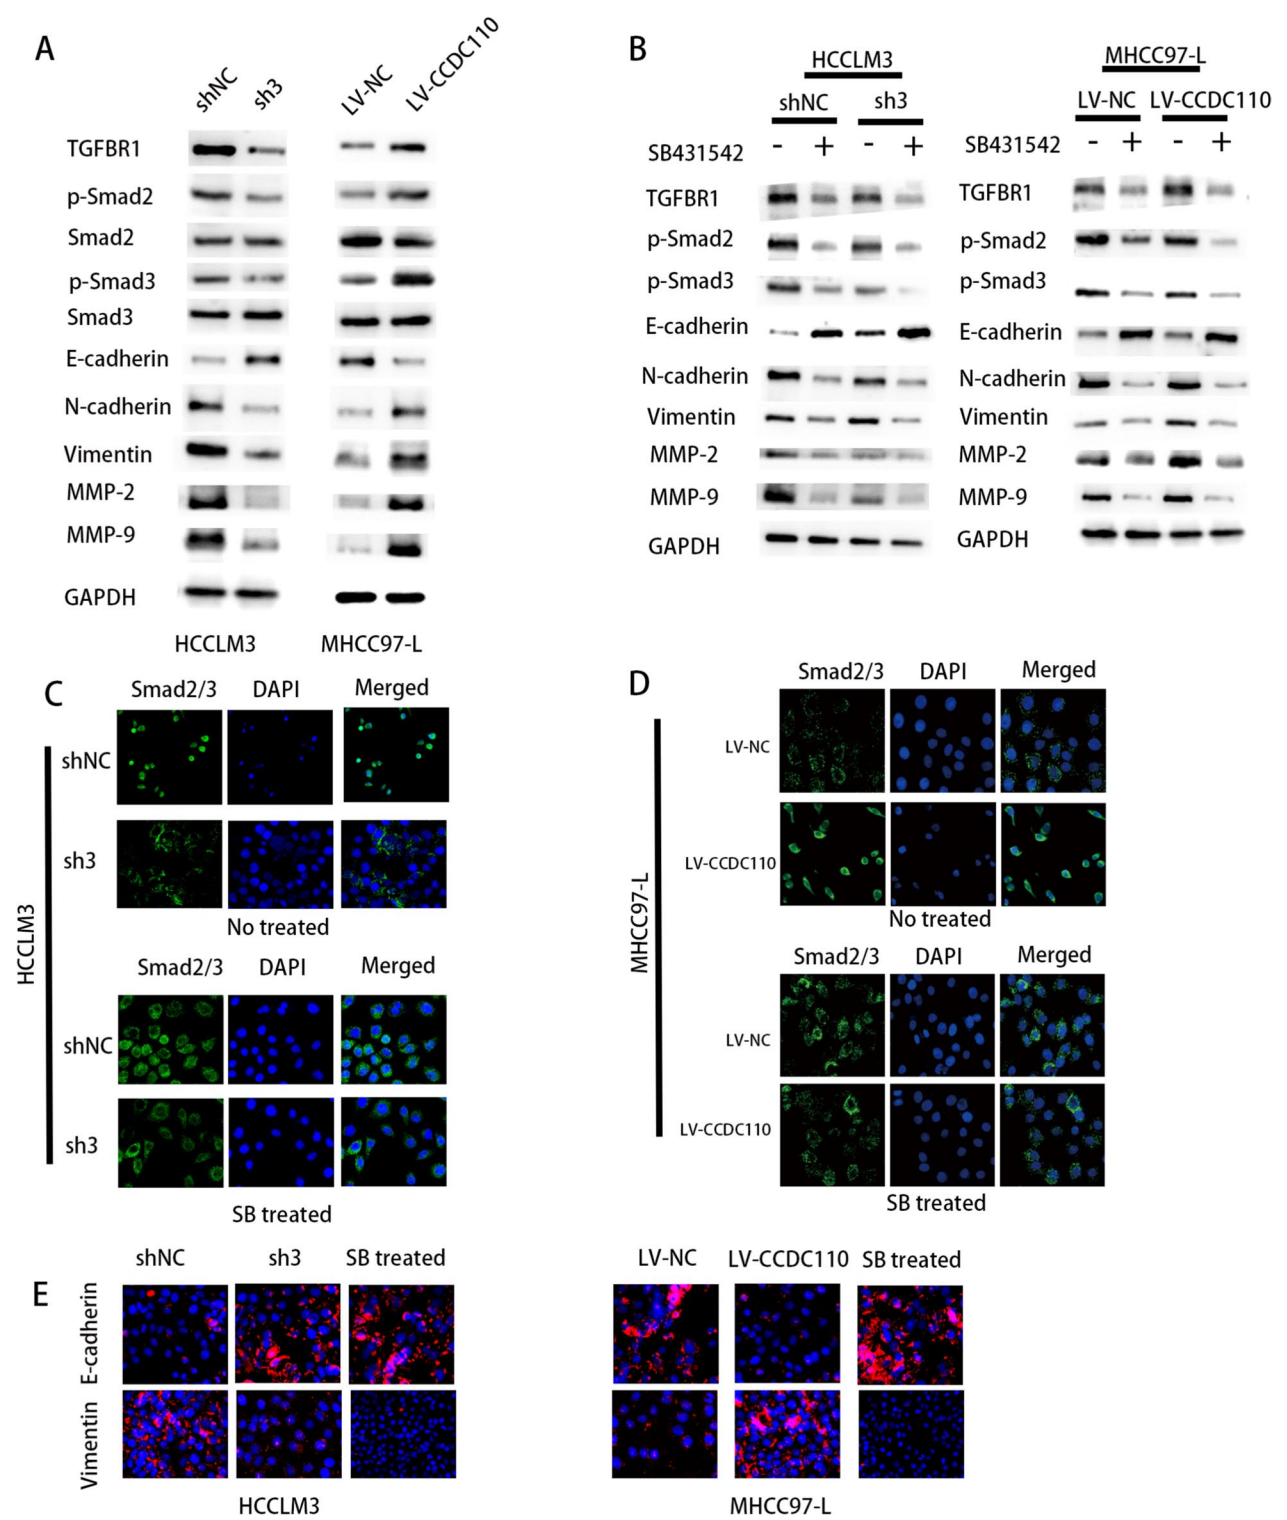 A
shNC
sh3
LV-NC
LV-CCDC110
TGFBR1
p-Smad2
Smad2
p-Smad3
Smad3
E-cadherin
N-cadherin
Vimentin
MMP-2
MMP-9
GAPDH
HCCLM3 MHCC97-L
B
HCCLM3
shNC sh3
SB431542 - + - +
TGFBR1
p-Smad2
p-Smad3
E-cadherin
N-cadherin
Vimentin
MMP-2
MMP-9
GAPDH
MHCC97-L
LV-NC LV-CCDC110
SB431542 - + - +
TGFBR1
p-Smad2
p-Smad3
E-cadherin
N-cadherin
Vimentin
MMP-2
MMP-9
GAPDH
C
HCCLM3
Smad2/3 DAPI Merged
shNC
sh3
No treated
Smad2/3 DAPI Merged
shNC
sh3
SB treated
D
MHCC97-L
Smad2/3 DAPI Merged
LV-NC
LV-CCDC110
No treated
Smad2/3 DAPI Merged
LV-NC
LV-CCDC110
SB treated
E
shNC sh3 SB treated
E-cadherin
Vimentin
HCCLM3
LV-NC LV-CCDC110 SB treated
MHCC97-L